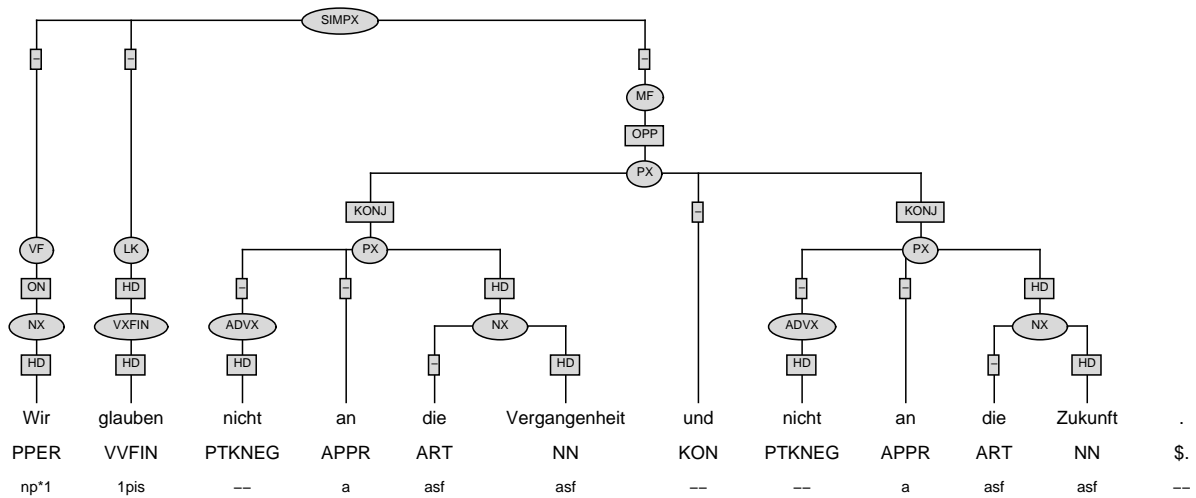 SIMPX
– – –
MF
OPP
PX
KONJ – KONJ
VF LK PX PX
ON HD – – HD – – HD
NX VXFIN ADVX NX ADVX NX
HD HD HD – HD HD – HD
Wir glauben nicht an die Vergangenheit und nicht an die Zukunft .
PPER VVFIN PTKNEG APPR ART NN KON PTKNEG APPR ART NN $.
np*1 1pis –– a asf asf –– –– a asf asf ––